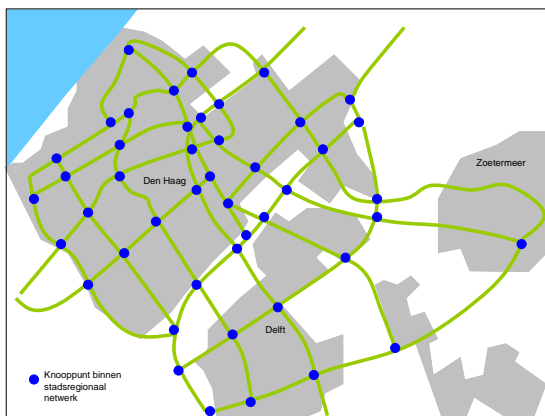 Zoetermeer
Den Haag
Delft
Knooppunt binnen
stadsregionaal
netwerk